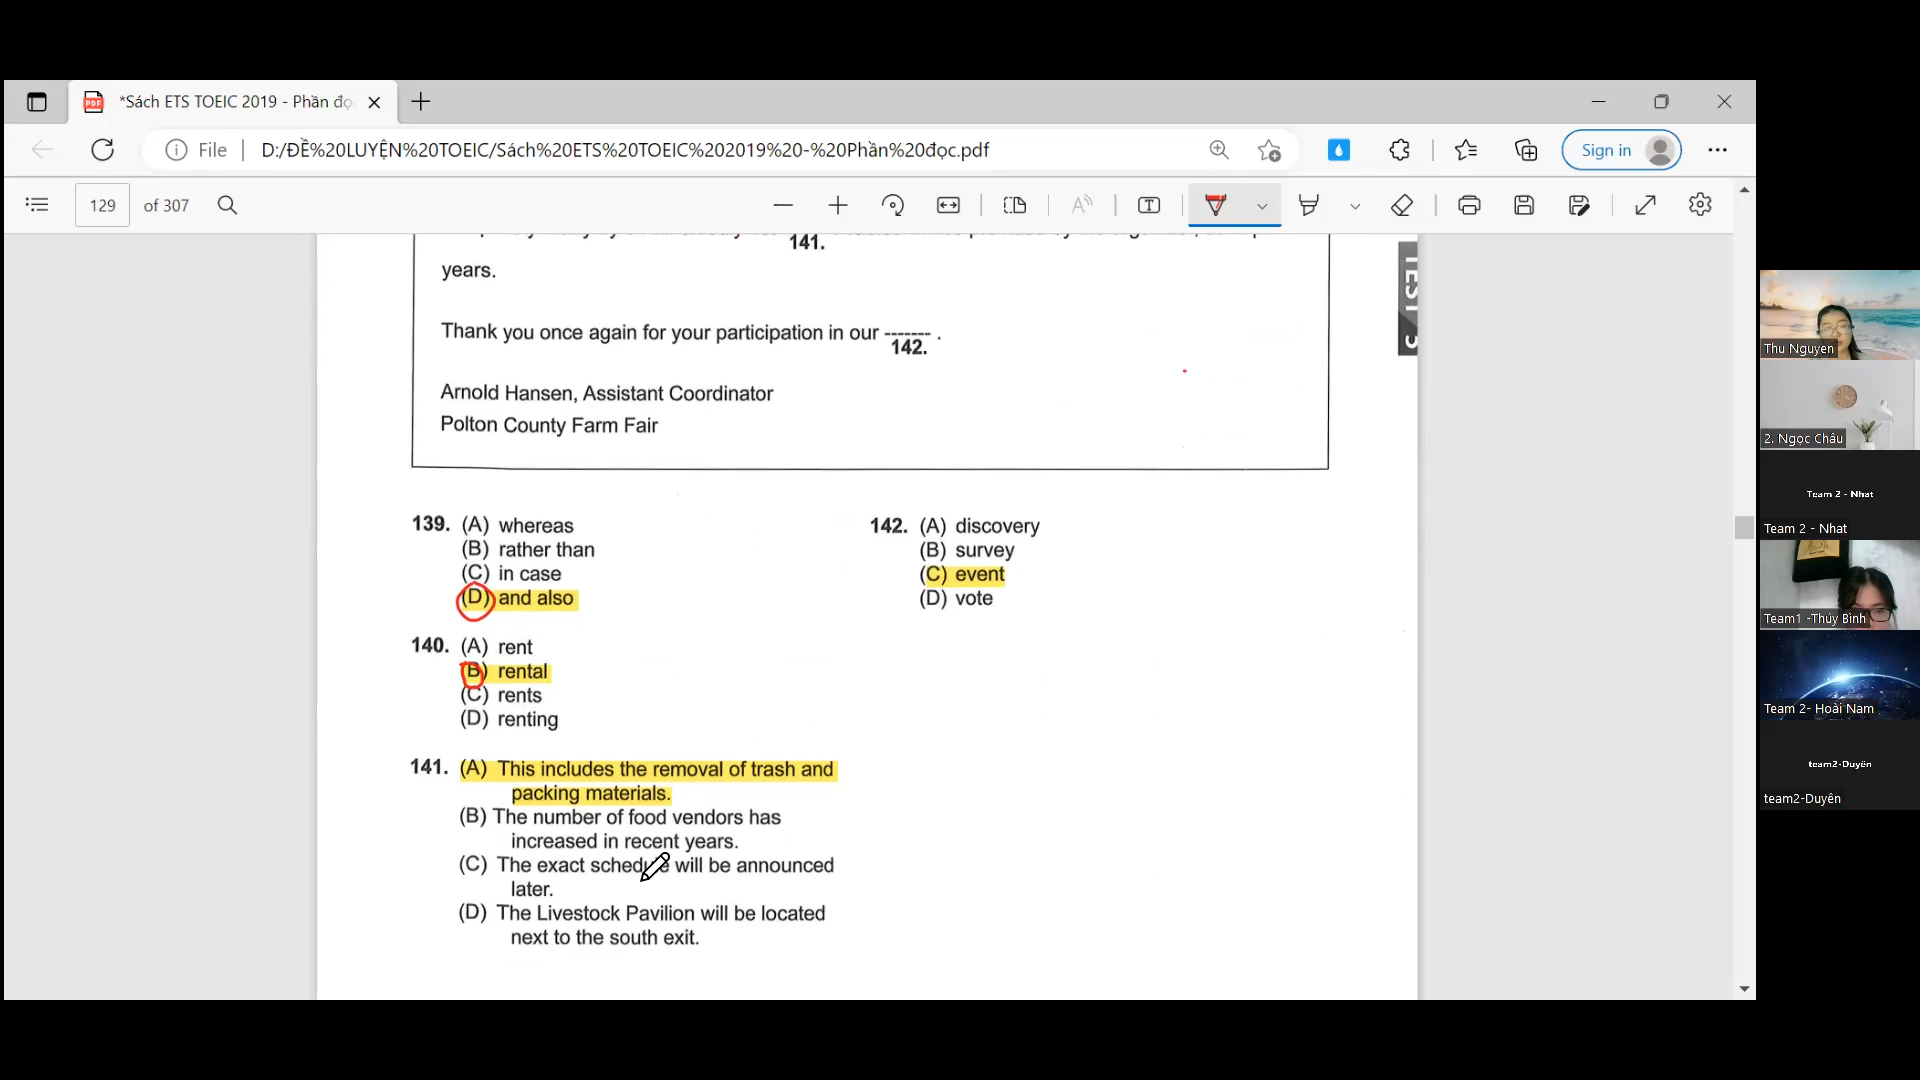 *Sách ETS TOEIC 2019 - Phần đọ
File
D:/ĐỀ%20LUYỆN%20TOEIC/Sách%20ETS%20TOEIC%202019%20-%20Phần%20đọc.pdf
Sign in
129 of 307
141.
years.
Thank you once again for your participation in our ------- .
142.
Arnold Hansen, Assistant Coordinator
Polton County Farm Fair
TEST 3
139. (A) whereas
(B) rather than
(C) in case
(D) and also
140. (A) rent
(B) rental
(C) rents
(D) renting
141. (A) This includes the removal of trash and
packing materials.
(B) The number of food vendors has
increased in recent years.
(C) The exact schedule will be announced
later.
(D) The Livestock Pavilion will be located
next to the south exit.
142. (A) discovery
(B) survey
(C) event
(D) vote
Thu Nguyen
2. Ngọc Châu
Team 2 - Nhat
Team 2 - Nhat
Team1 -Thúy Bình
Team 2- Hoài Nam
team2-Duyên
team2-Duyên